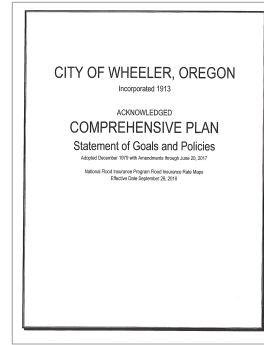 CITY OF WHEELER, OREGON
Incorporated 1913
ACKNOWLEDGED
COMPREHENSIVE PLAN
Statement of Goals and Policies
Adopted December 1979 with Amendments through June 20, 2017
National Flood Insurance Program Flood Insurance Rate Maps
Effective Date September 28, 2018